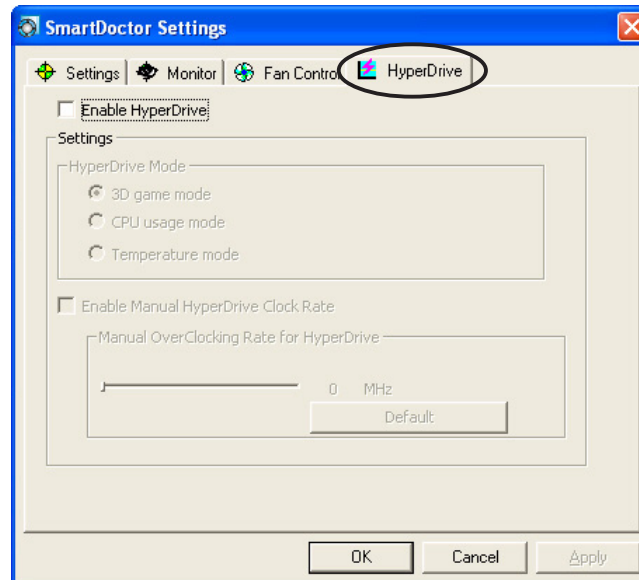 SmartDoctor Settings
Settings Monitor Fan Control HyperDrive
Enable HyperDrive
Settings
HyperDrive Mode
3D game mode
CPU usage mode
Temperature mode
Enable Manual HyperDrive Clock Rate
Manual OverClocking Rate for HyperDrive
0 MHz
Default
OK Cancel Apply